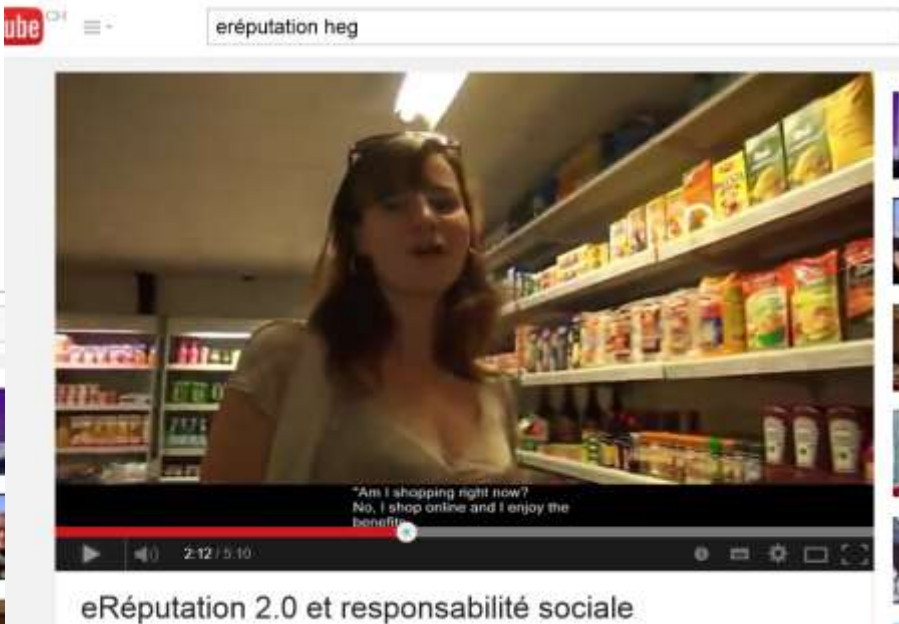 CH
eréputation heg
"Am I shopping right now?
No, I shop online and I enjoy the
benefits
2:12 / 5:10
eRéputation 2.0 et responsabilité sociale